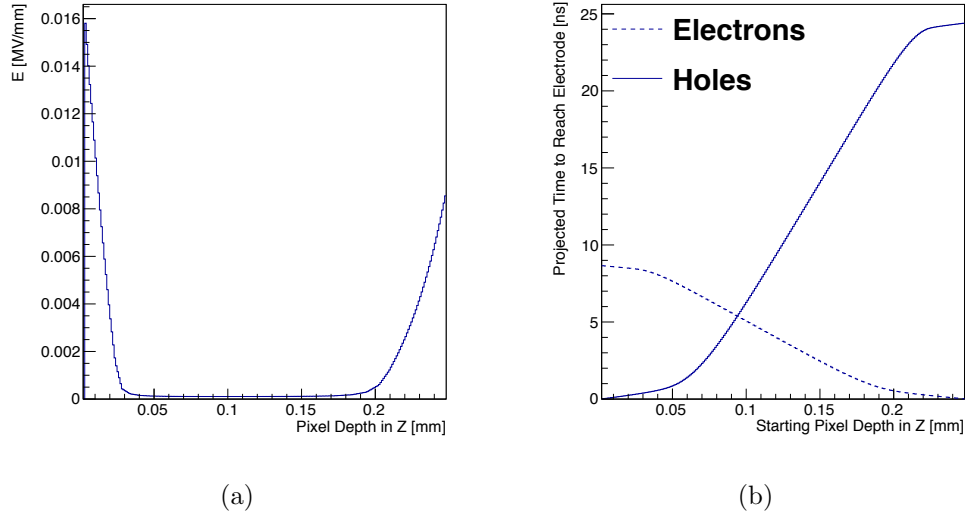 E [MV/mm]
0.016
0.014
0.012
0.01
0.008
0.006
0.004
0.002
0
0.05
0.1
0.15
0.2
Pixel Depth in Z [mm]
(a)
Projected Time to Reach Electrode [ns]
25
20
15
10
5
0
Electrons
Holes
0.05
0.1
0.15
0.2
Starting Pixel Depth in Z [mm]
(b)